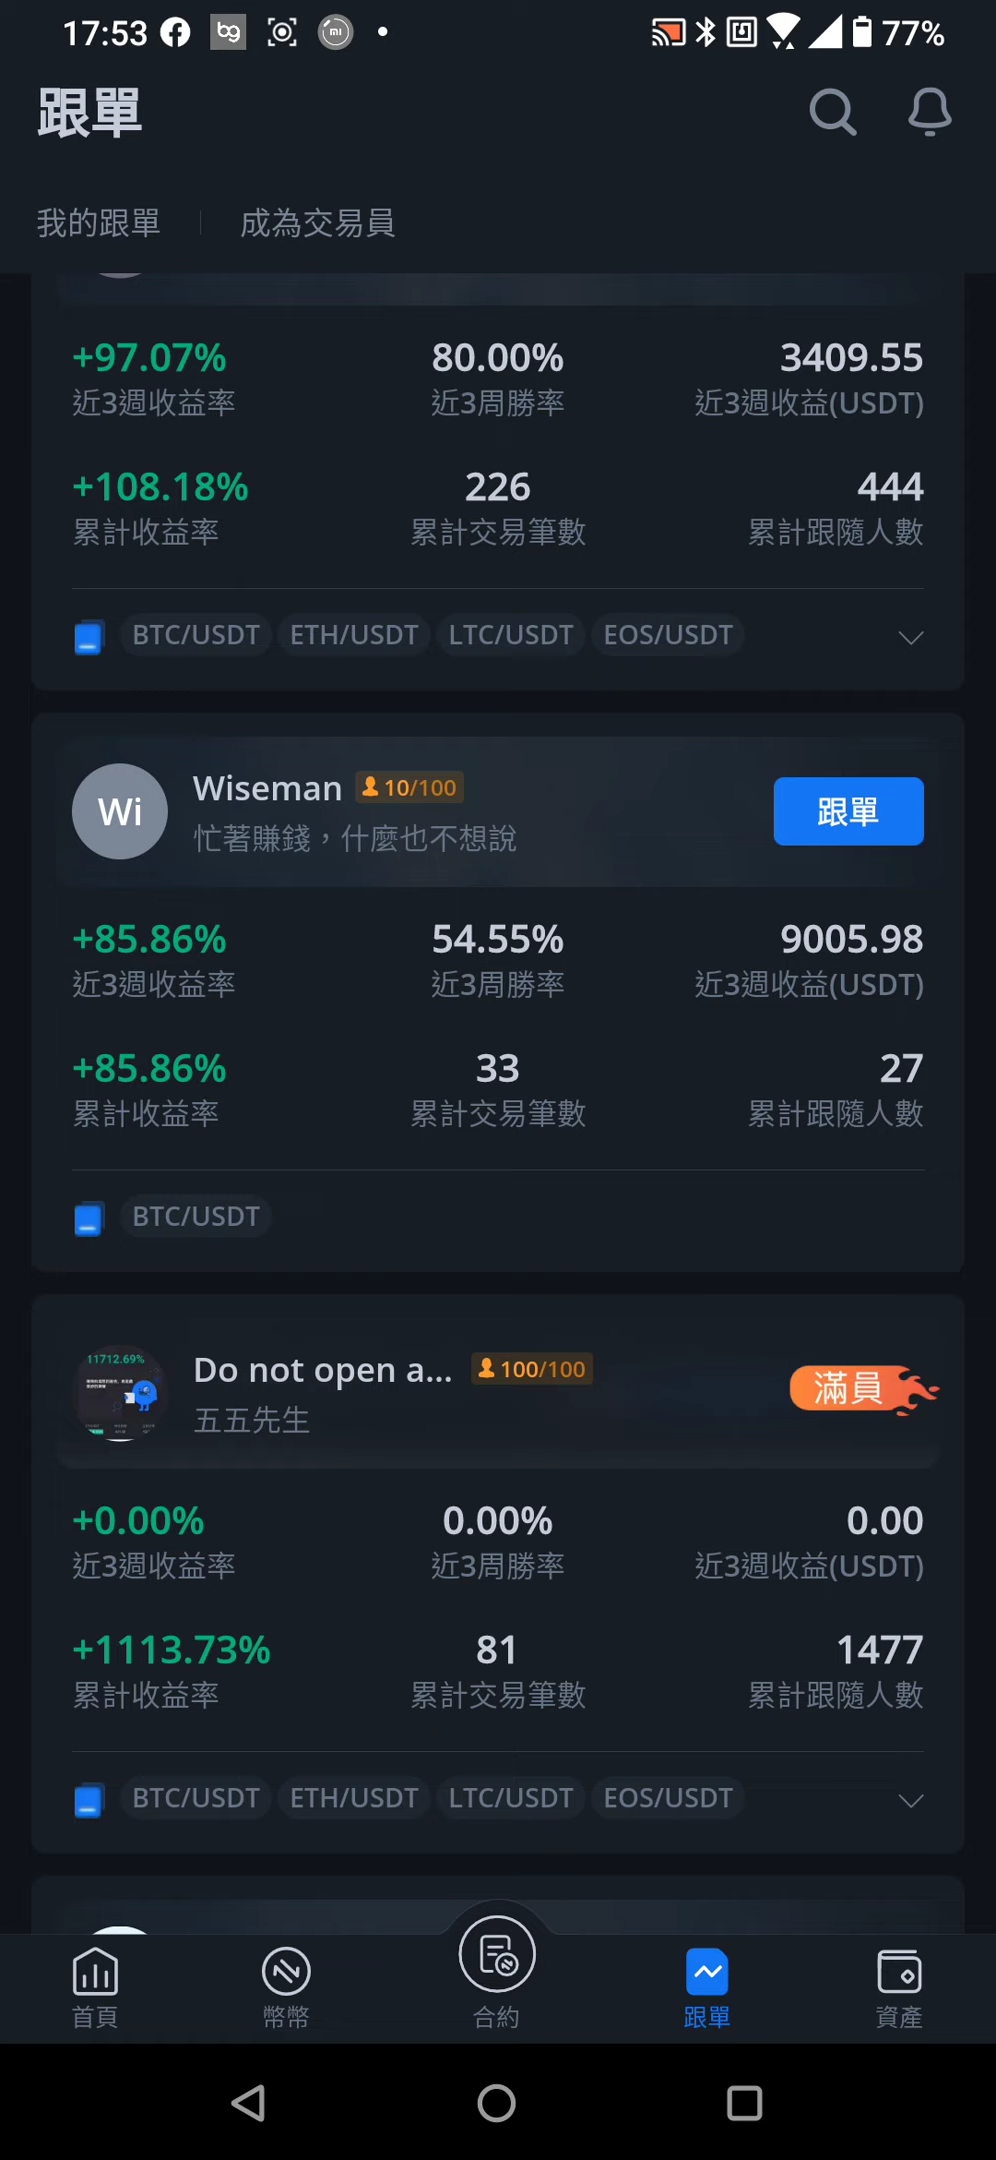 17:53
77%
跟單
我的跟單
成為交易員
+97.07% 80.00% 3409.55
近3週收益率 近3周勝率 近3週收益(USDT)
+108.18% 226 444
累計收益率 累計交易筆數 累計跟隨人數
BTC/USDT ETH/USDT LTC/USDT EOS/USDT
Wi
Wiseman 10/100
忙著賺錢，什麼也不想說
跟單
+85.86% 54.55% 9005.98
近3週收益率 近3周勝率 近3週收益(USDT)
+85.86% 33 27
累計收益率 累計交易筆數 累計跟隨人數
BTC/USDT
11712.69%
Do not open a... 100/100
五五先生
滿員
+0.00% 0.00% 0.00
近3週收益率 近3周勝率 近3週收益(USDT)
+1113.73% 81 1477
累計收益率 累計交易筆數 累計跟隨人數
BTC/USDT ETH/USDT LTC/USDT EOS/USDT
首頁 幣幣 合約 跟單 資產